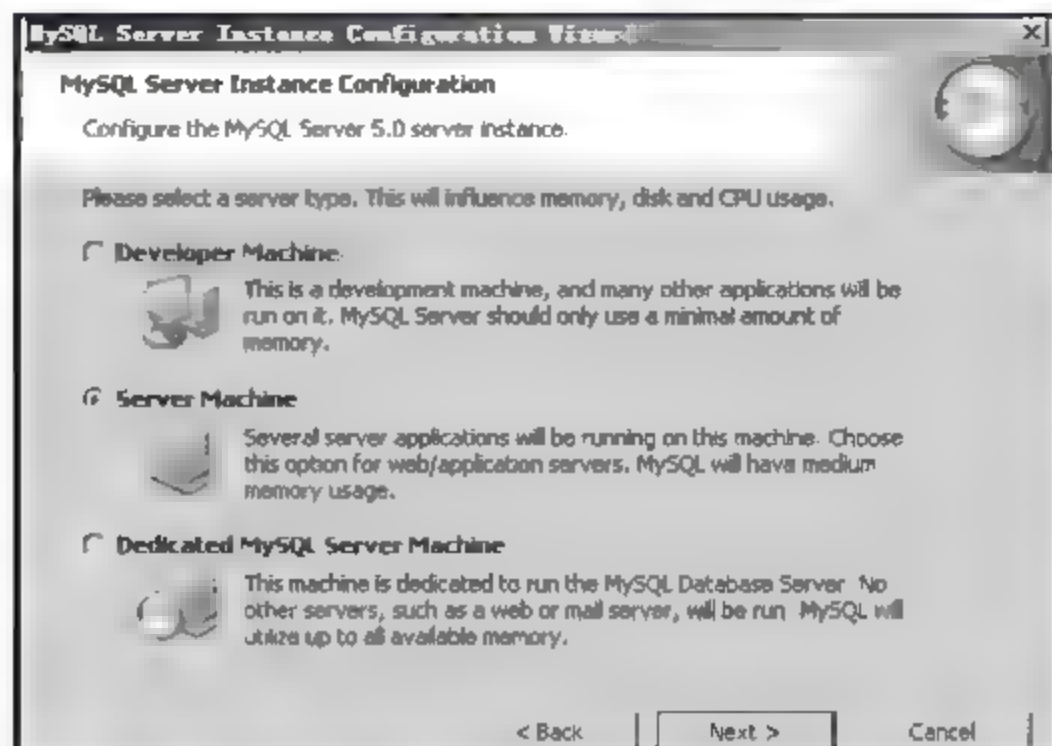 MySQL Server Instance Configuration Wizard
MySQL Server Instance Configuration
Configure the MySQL Server 5.0 server instance.
Please select a server type. This will influence memory, disk and CPU usage.
Developer Machine
This is a development machine, and many other applications will be
run on it. MySQL Server should only use a minimal amount of
memory.
Server Machine
Several server applications will be running on this machine. Choose
this option for web/application servers. MySQL will have medium
memory usage.
Dedicated MySQL Server Machine
This machine is dedicated to run the MySQL Database Server. No
other servers, such as a web or mail server, will be run. MySQL will
utilize up to all available memory.
< Back Next > Cancel